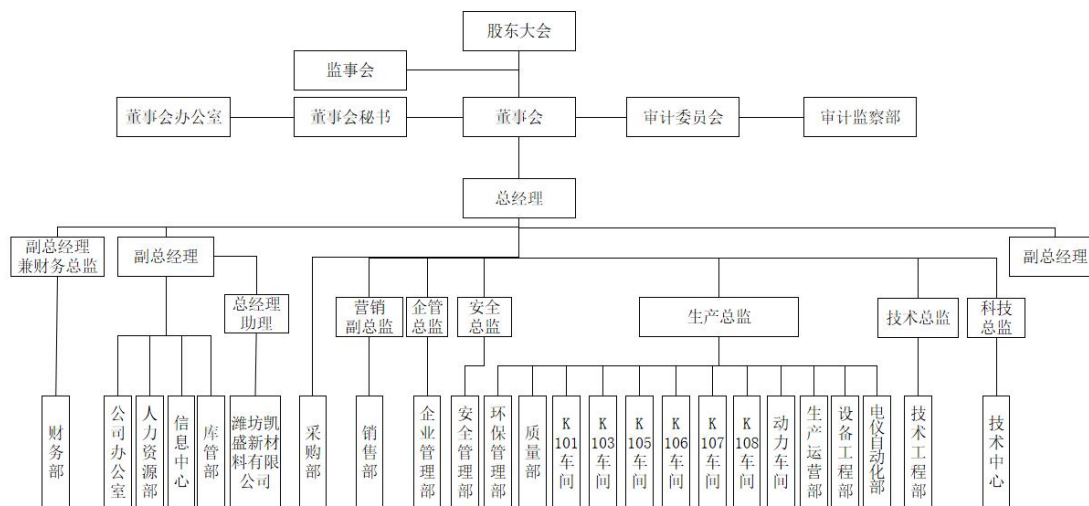 股东大会
监事会
董事会办公室
董事会秘书
董事会
审计委员会
审计监察部
总经理
副总经理
兼财务总监
副总经理
副总经理
总经理
助理
营销
副总监
企管
总监
安全
总监
生产总监
技术总监
科技
总监
财务部
公司办公室
人力资源部
信息中心
库管部
潍坊凯
盛新材
料有限
公司
采购部
销售部
企业管理部
安全管理部
环保管理部
质量部
K101车间
K103车间
K105车间
K106车间
K107车间
K108车间
动力车间
生产运营部
设备工程部
电仪自动化部
技术工程部
技术中心